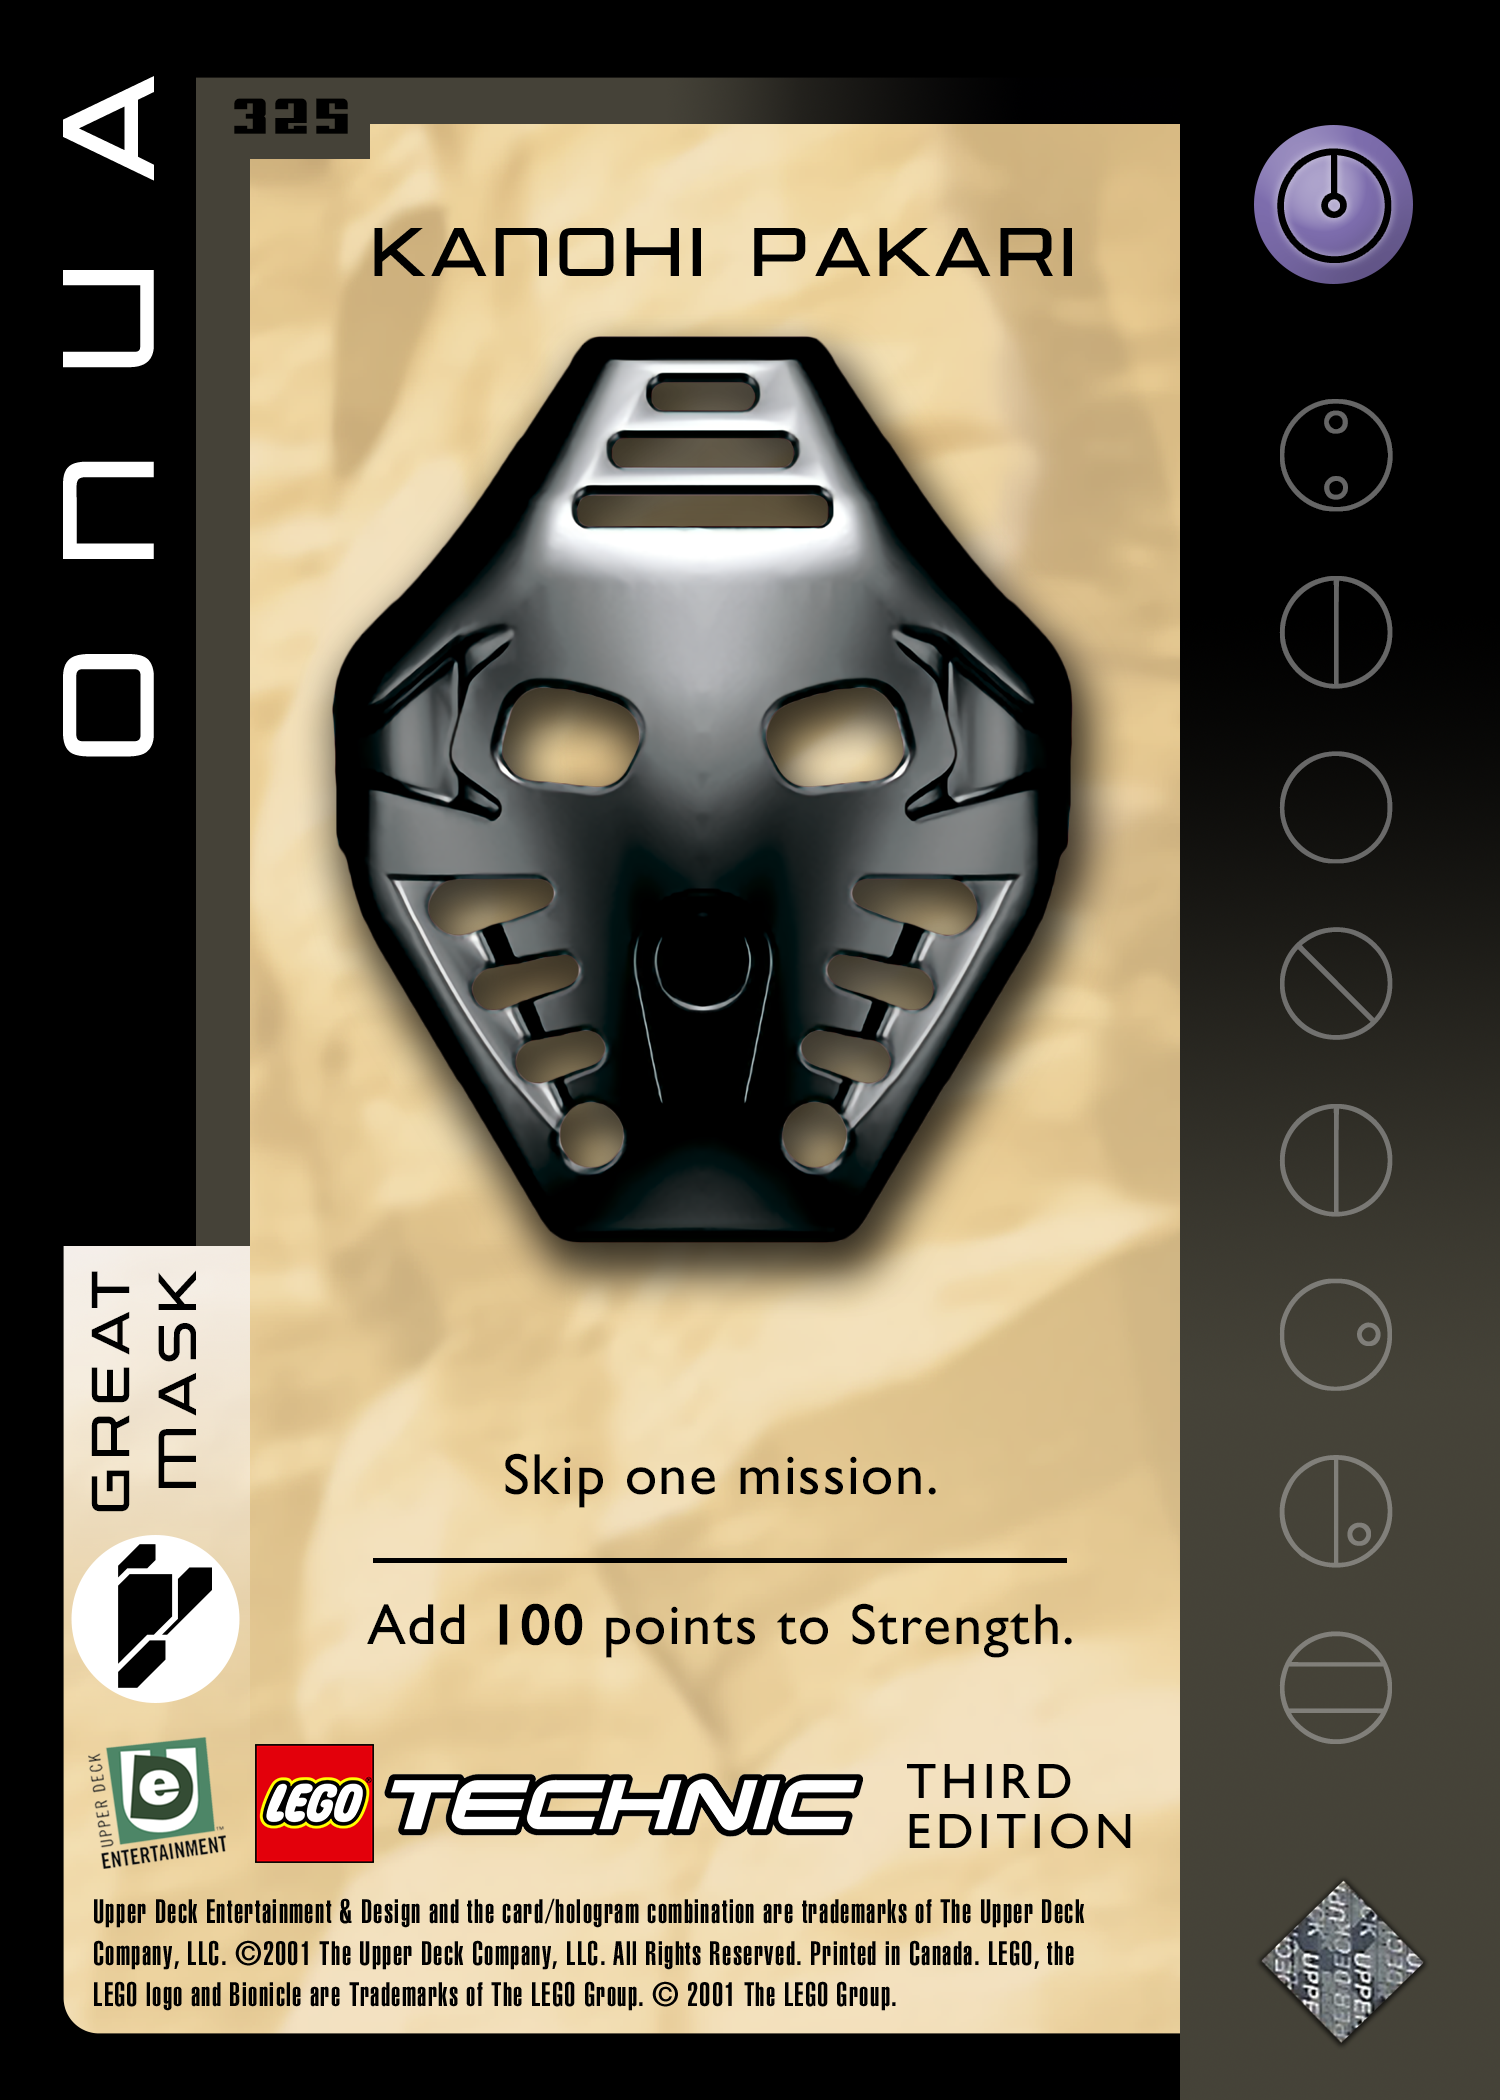 ONUA
325
KANOHI PAKARI
GREAT
MASK
Skip one mission.
Add 100 points to Strength.
UPPER DECK
ENTERTAINMENT
LEGO TECHNIC
THIRD
EDITION
Upper Deck Entertainment & Design and the card/hologram combination are trademarks of The Upper Deck
Company, LLC. ©2001 The Upper Deck Company, LLC. All Rights Reserved. Printed in Canada. LEGO, the
LEGO logo and Bionicle are Trademarks of The LEGO Group. © 2001 The LEGO Group.